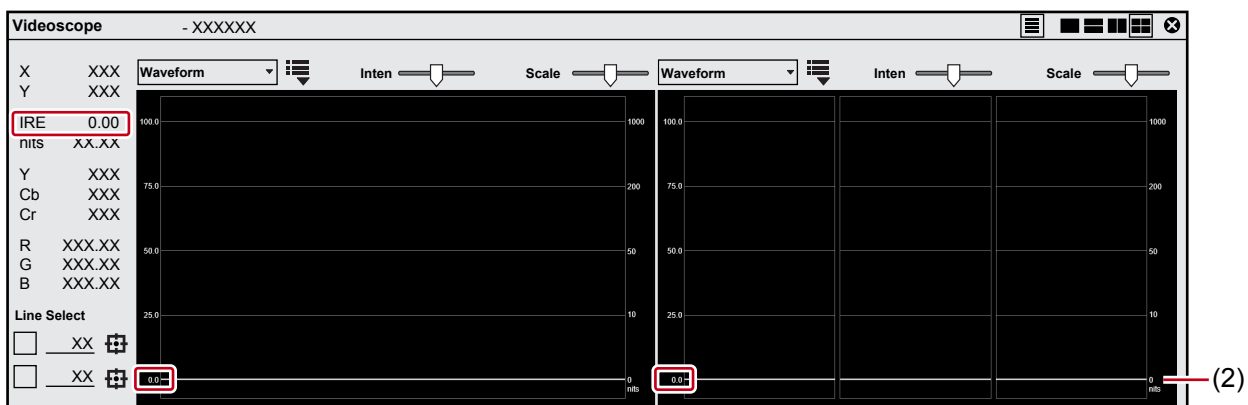 Videoscope - XXXXXX
X XXX
Y XXX
IRE 0.00
nits XX.XX
Y XXX
Cb XXX
Cr XXX
R XXX.XX
G XXX.XX
B XXX.XX
Line Select
XX
XX
Waveform Inten Scale
100.0 1000
75.0 200
50.0 50
25.0 10
0.0 0
nits
Waveform Inten Scale
100.0 1000
75.0 200
50.0 50
25.0 10
0.0 0
nits
(2)